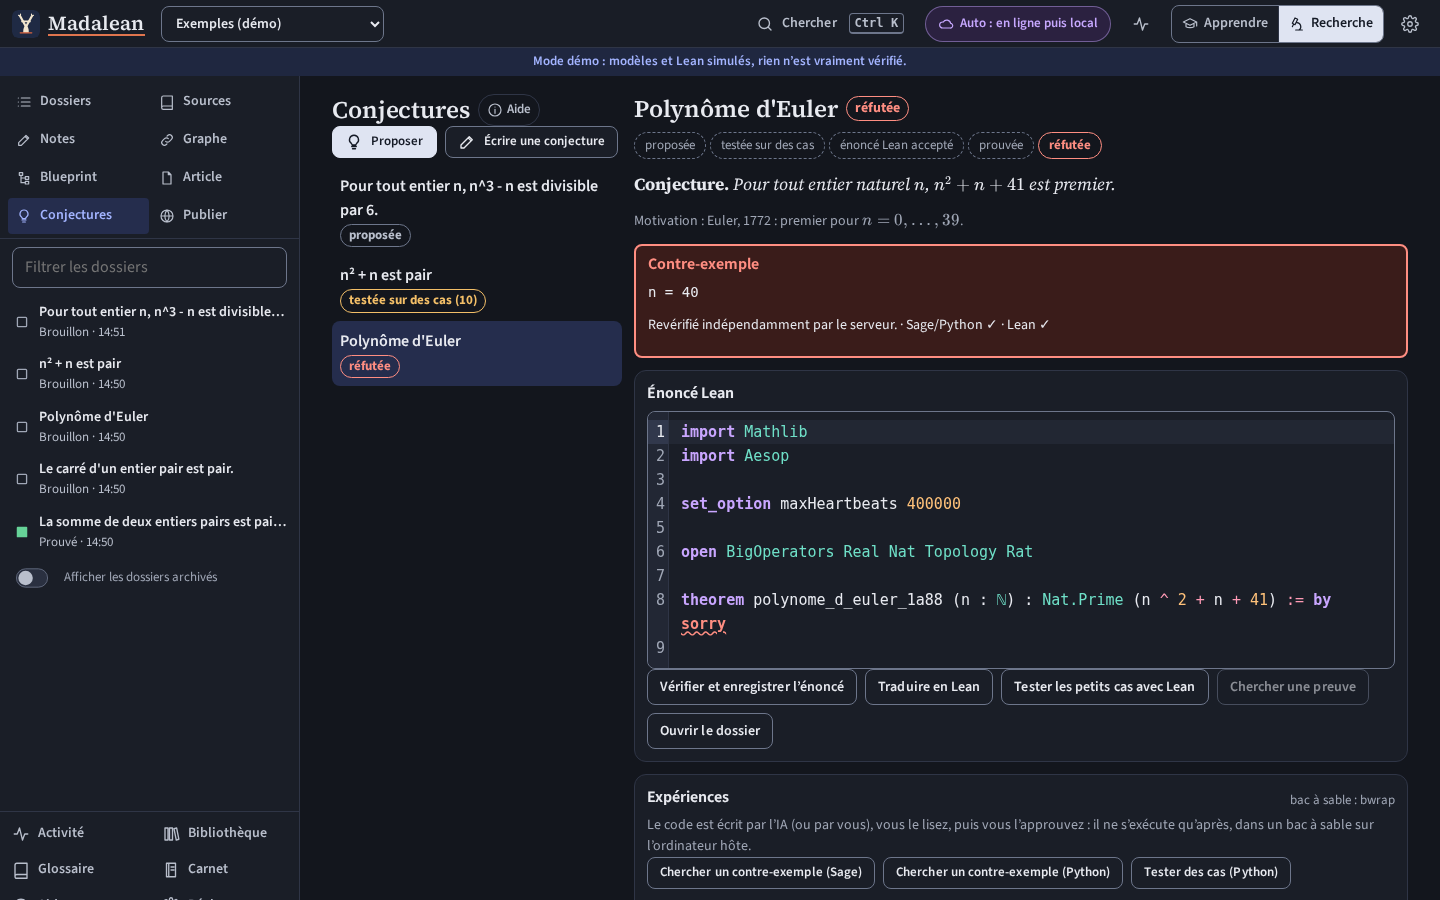 Madalean
Exemples (démo)
Chercher
Ctrl K
Auto : en ligne puis local
Apprendre
Recherche
Mode démo : modèles et Lean simulés, rien n’est vraiment vérifié.
Dossiers
Sources
Notes
Graphe
Blueprint
Article
Conjectures
Publier
Filtrer les dossiers
Pour tout entier n, n^3 - n est divisible…
Brouillon · 14:51
n² + n est pair
Brouillon · 14:50
Polynôme d'Euler
Brouillon · 14:50
Le carré d'un entier pair est pair.
Brouillon · 14:50
La somme de deux entiers pairs est pai…
Prouvé · 14:50
Afficher les dossiers archivés
Activité
Bibliothèque
Glossaire
Carnet
Conjectures
Aide
Proposer
Écrire une conjecture
Pour tout entier n, n^3 - n est divisible
par 6.
proposée
n² + n est pair
testée sur des cas (10)
Polynôme d'Euler
réfutée
Polynôme d'Euler
réfutée
proposée
testée sur des cas
énoncé Lean accepté
prouvée
réfutée
Conjecture. Pour tout entier naturel n, n² + n + 41 est premier.
Motivation : Euler, 1772 : premier pour n = 0, … , 39.
Contre-exemple
n = 40
Revérifié indépendamment par le serveur. · Sage/Python ✓ · Lean ✓
Énoncé Lean
1 import Mathlib
2 import Aesop
3
4 set_option maxHeartbeats 400000
5
6 open BigOperators Real Nat Topology Rat
7
8 theorem polynome_d_euler_1a88 (n : ℕ) : Nat.Prime (n ^ 2 + n + 41) := by
sorry
9
Vérifier et enregistrer l’énoncé
Traduire en Lean
Tester les petits cas avec Lean
Chercher une preuve
Ouvrir le dossier
Expériences
bac à sable : bwrap
Le code est écrit par l’IA (ou par vous), vous le lisez, puis vous l’approuvez : il ne s’exécute qu’après, dans un bac à sable sur
l’ordinateur hôte.
Chercher un contre-exemple (Sage)
Chercher un contre-exemple (Python)
Tester des cas (Python)